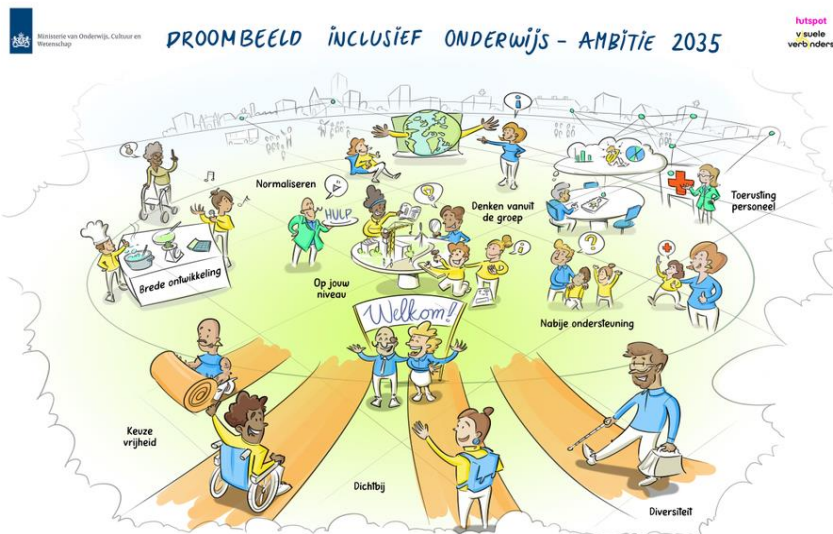 Ministerie van Onderwijs, Cultuur en
Wetenschap
DROOMBEELD INCLUSIEF ONDERWIJS - AMBITIE 2035
hutspot
visuele
verbinders
Normaliseren
HULP
Denken vanuit
de groep
Toerusting
personeel
Brede ontwikkeling
Op jouw
niveau
Nabije ondersteuning
Welkom!
Keuze
vrijheid
Dichtbij
Diversiteit